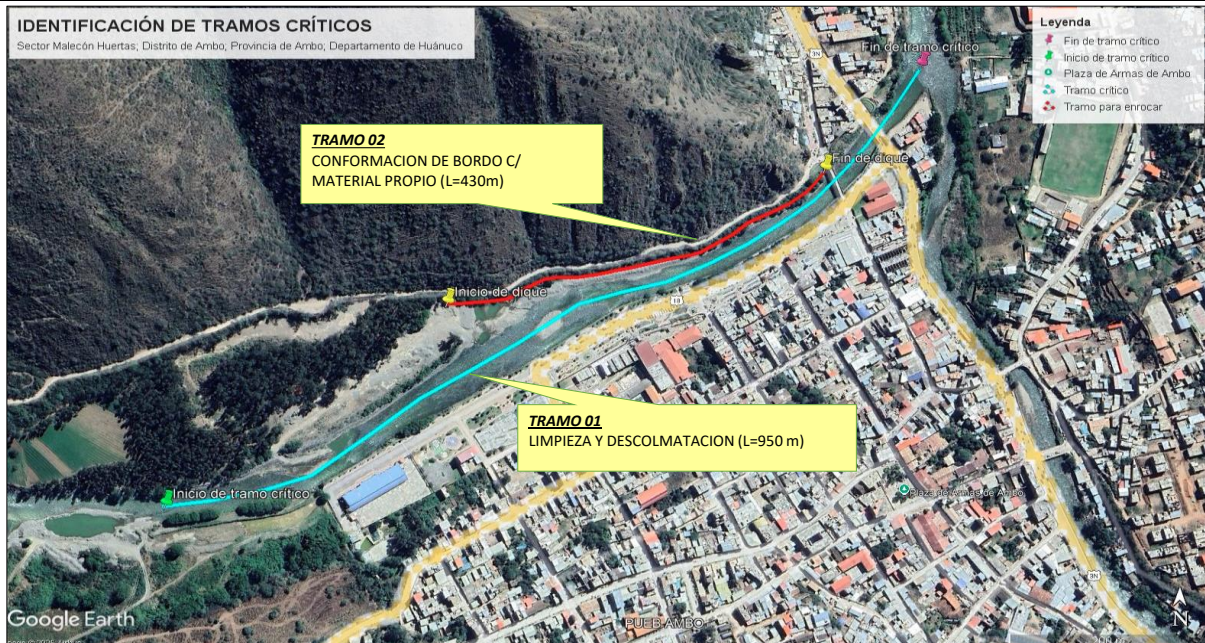 IDENTIFICACIÓN DE TRAMOS CRÍTICOS
Sector Malecón Huertas; Distrito de Ambo; Provincia de Ambo; Departamento de Huánuco
Leyenda
Fin de tramo crítico
Inicio de tramo crítico
Plaza de Armas de Ambo
Tramo crítico
Tramo para enrocar
3N
Fin de tramo crítico
TRAMO 02
CONFORMACION DE BORDO C/
MATERIAL PROPIO (L=430m)
Fin de dique
Inicio de dique
18
TRAMO 01
LIMPIEZA Y DESCOLMATACION (L=950 m)
Inicio de tramo crítico
Plaza de Armas de Ambo
3N
Google Earth
PUEB AMBO
N